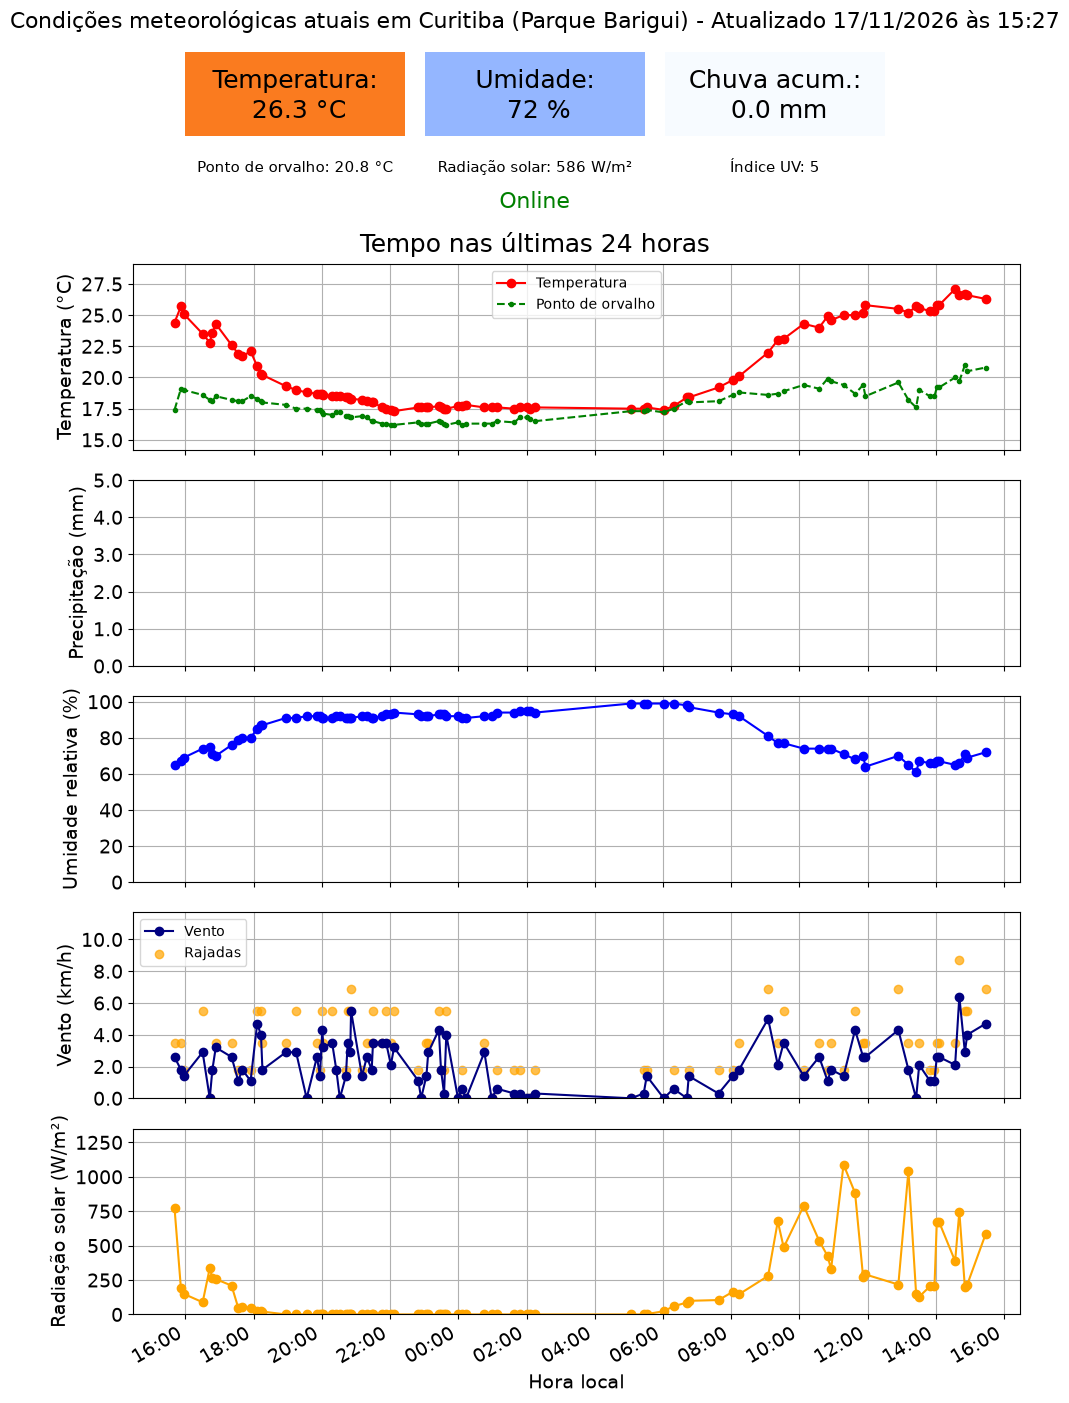 Condições meteorológicas atuais em Curitiba (Parque Barigui) - Atualizado 17/11/2026 às 15:27
Temperatura:
26.3 °C
Umidade:
72 %
Chuva acum.:
0.0 mm
Ponto de orvalho: 20.8 °C
Radiação solar: 586 W/m²
Índice UV: 5
Online
Tempo nas últimas 24 horas
Temperatura (°C)
27.5
25.0
22.5
20.0
17.5
15.0
Temperatura
Ponto de orvalho
Precipitação (mm)
5.0
4.0
3.0
2.0
1.0
0.0
Umidade relativa (%)
100
80
60
40
20
0
Vento (km/h)
10.0
8.0
6.0
4.0
2.0
0.0
Vento
Rajadas
Radiação solar (W/m²)
1250
1000
750
500
250
0
16:00
18:00
20:00
22:00
00:00
02:00
04:00
06:00
08:00
10:00
12:00
14:00
16:00
Hora local